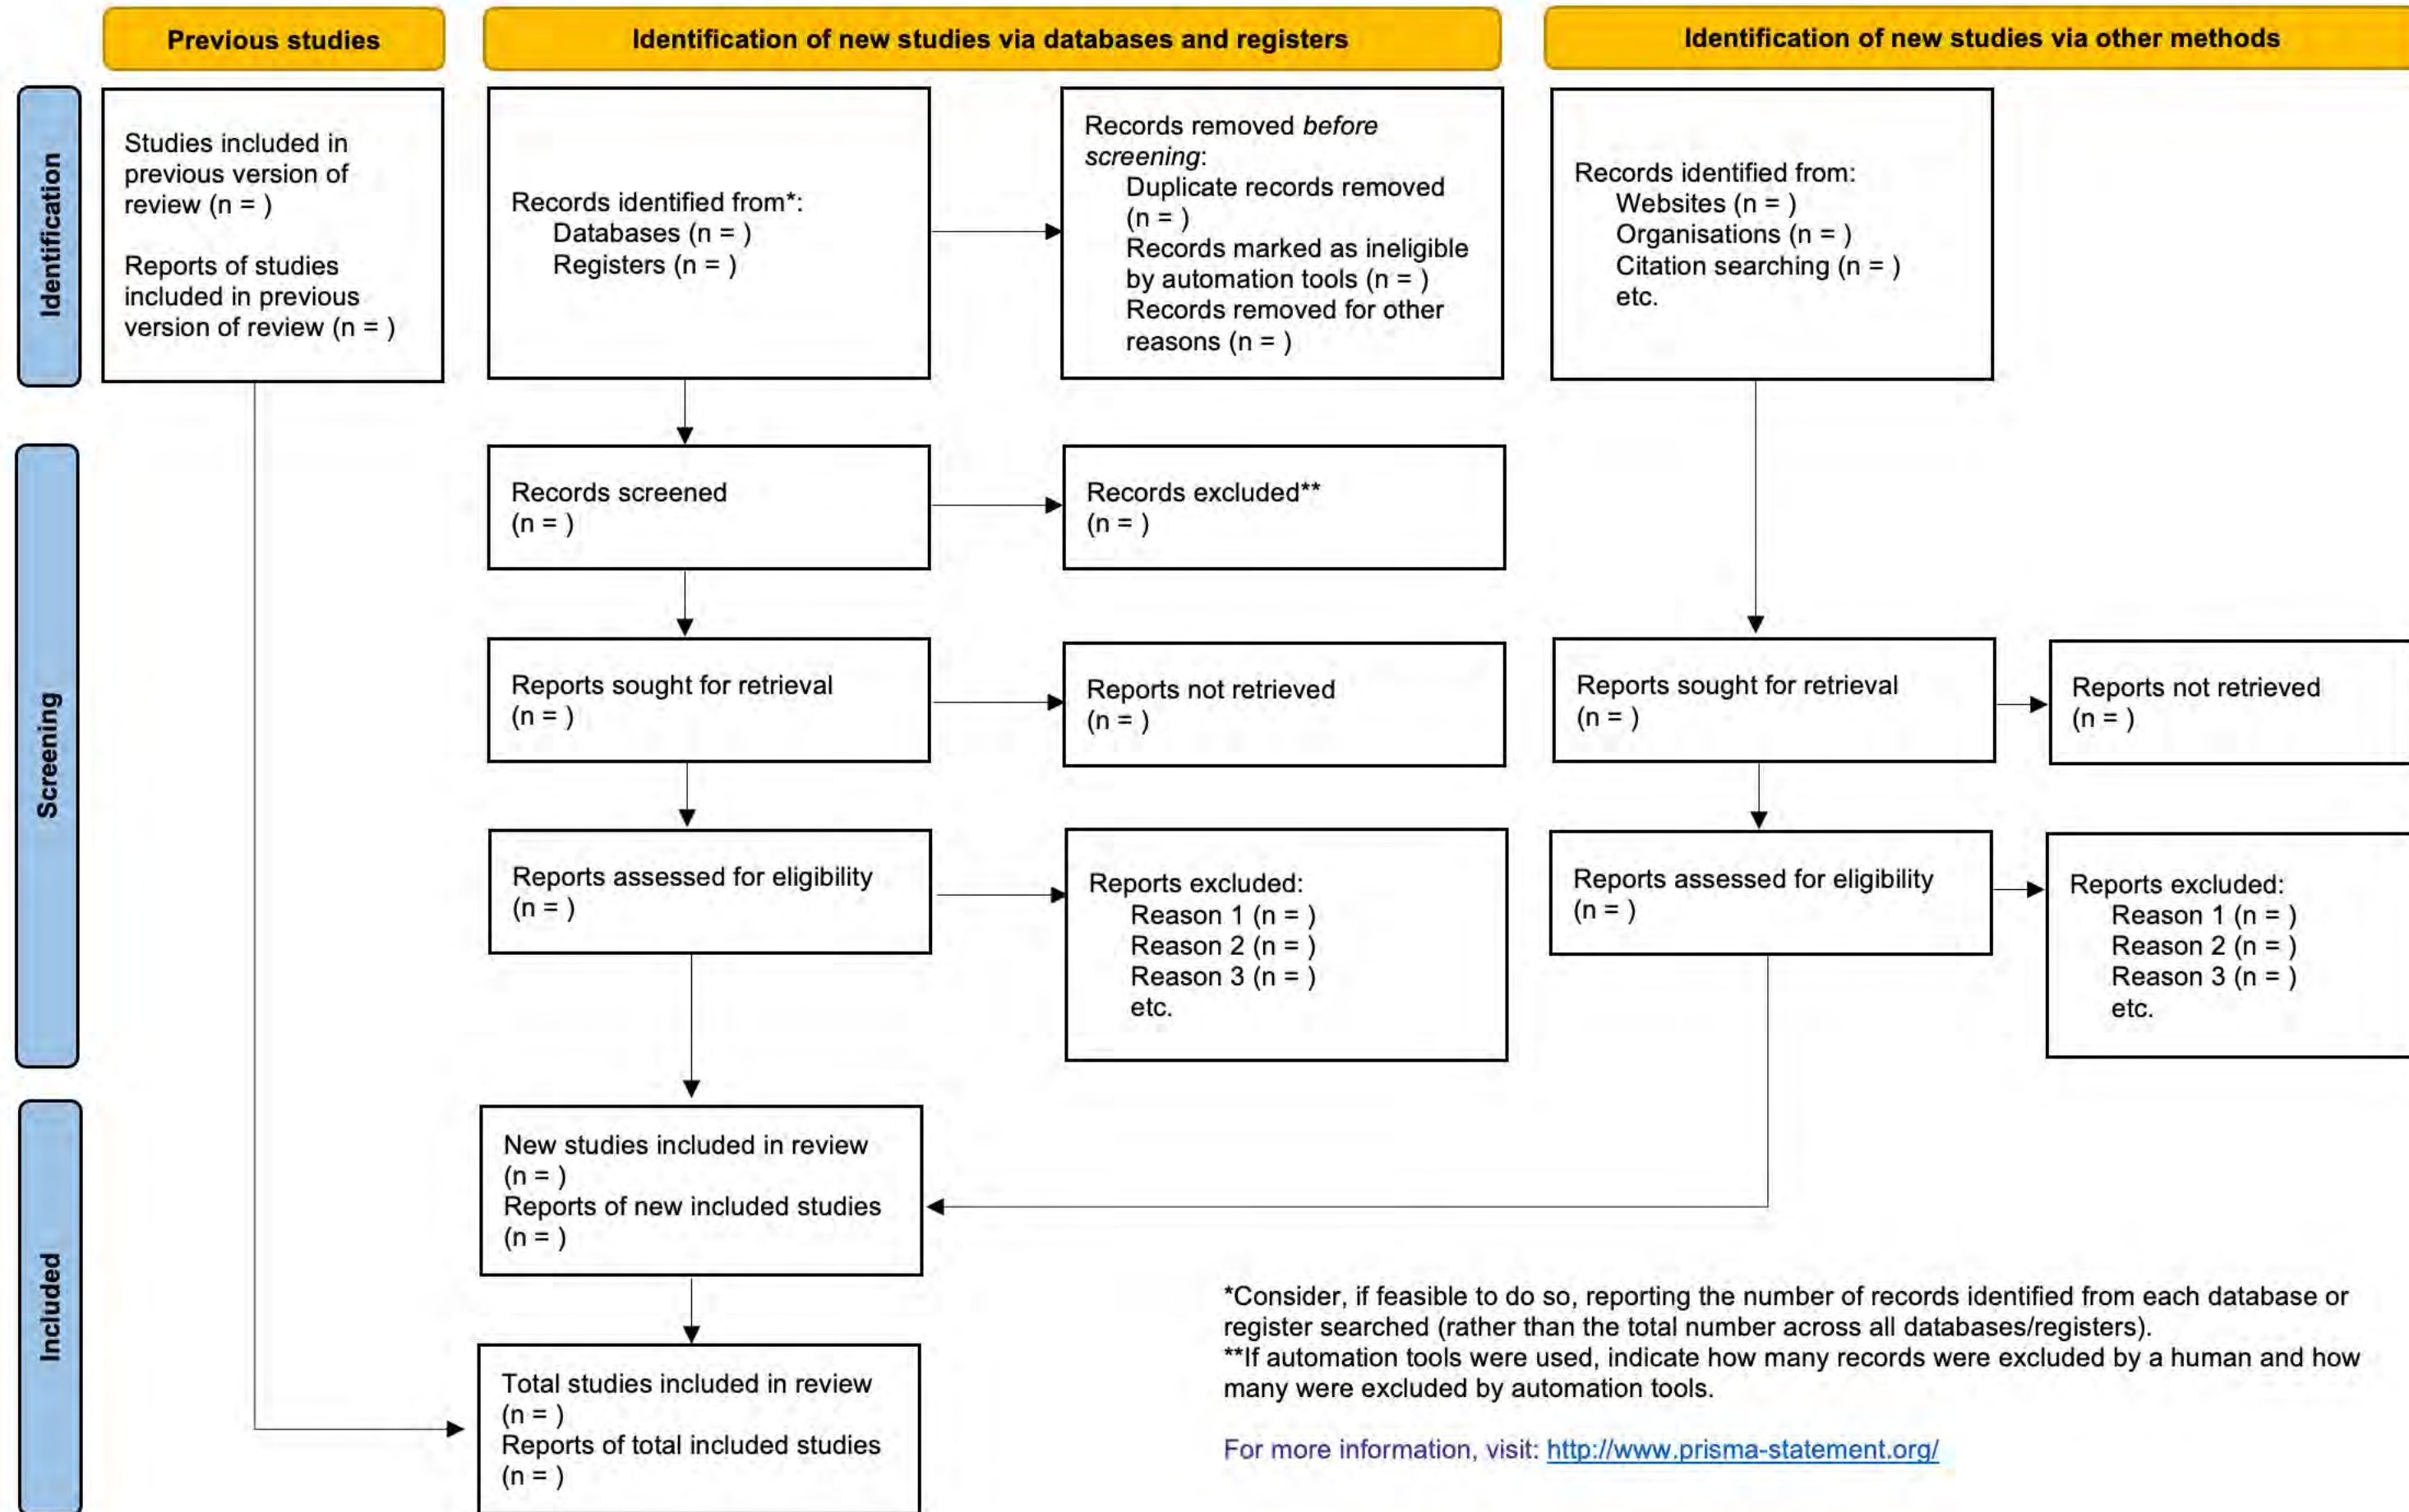 Previous studies
Identification of new studies via databases and registers
Identification of new studies via other methods
Identification
Studies included in
previous version of
review (n = )
Reports of studies
included in previous
version of review (n = )
Records identified from*:
Databases (n = )
Registers (n = )
Records removed before
screening:
Duplicate records removed
(n = )
Records marked as ineligible
by automation tools (n = )
Records removed for other
reasons (n = )
Records identified from:
Websites (n = )
Organisations (n = )
Citation searching (n = )
etc.
Screening
Records screened
(n = )
Records excluded**
(n = )
Reports sought for retrieval
(n = )
Reports not retrieved
(n = )
Reports sought for retrieval
(n = )
Reports not retrieved
(n = )
Reports assessed for eligibility
(n = )
Reports excluded:
Reason 1 (n = )
Reason 2 (n = )
Reason 3 (n = )
etc.
Reports assessed for eligibility
(n = )
Reports excluded:
Reason 1 (n = )
Reason 2 (n = )
Reason 3 (n = )
etc.
Included
New studies included in review
(n = )
Reports of new included studies
(n = )
Total studies included in review
(n = )
Reports of total included studies
(n = )
*Consider, if feasible to do so, reporting the number of records identified from each database or
register searched (rather than the total number across all databases/registers).
**If automation tools were used, indicate how many records were excluded by a human and how
many were excluded by automation tools.
For more information, visit: http://www.prisma-statement.org/